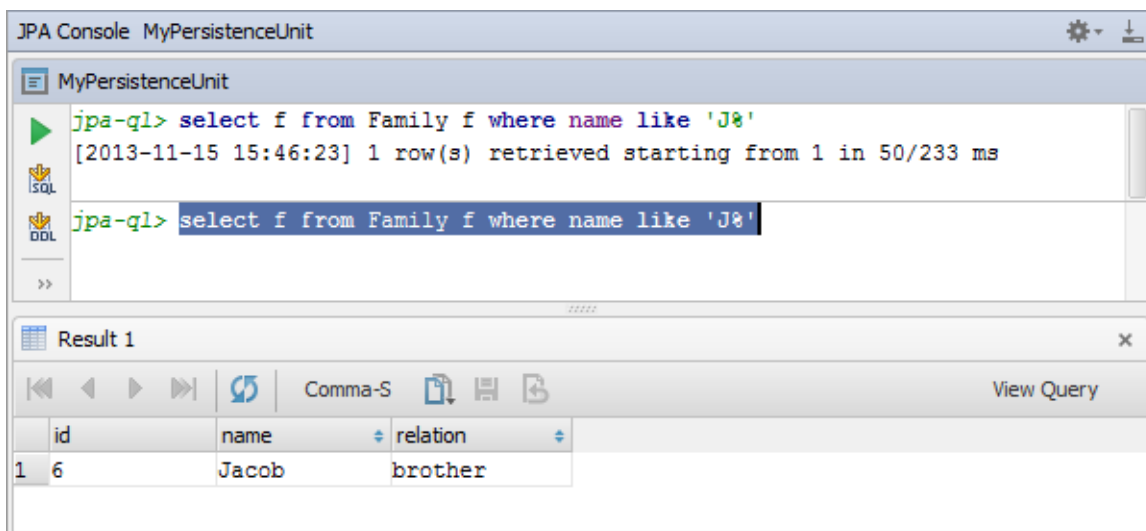 JPA Console MyPersistenceUnit
MyPersistenceUnit
jpa-ql> select f from Family f where name like 'J%'
[2013-11-15 15:46:23] 1 row(s) retrieved starting from 1 in 50/233 ms
SQL
jpa-ql> select f from Family f where name like 'J%'
DDL
Result 1
Comma-S View Query
id name relation
1 6 Jacob brother